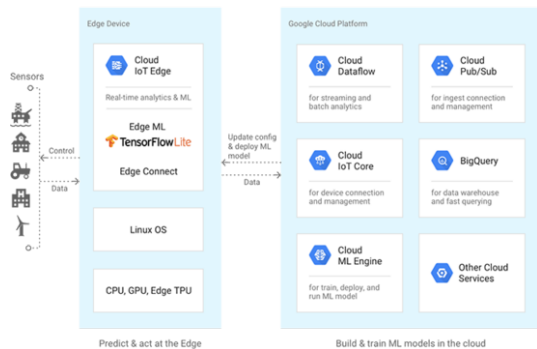 Edge Device
Google Cloud Platform
Sensors
Control
Data
Cloud
IoT Edge
Real-time analytics & ML
Edge ML
TensorFlow Lite
Edge Connect
Linux OS
CPU, GPU, Edge TPU
Update config
& deploy ML
model
Data
Cloud
Dataflow
for streaming and
batch analytics
Cloud
Pub/Sub
for ingest connection
and management
Cloud
IoT Core
for device connection
and management
BigQuery
for data warehouse
and fast querying
Cloud
ML Engine
for train, deploy, and
run ML model
Other Cloud
Services
Predict & act at the Edge
Build & train ML models in the cloud